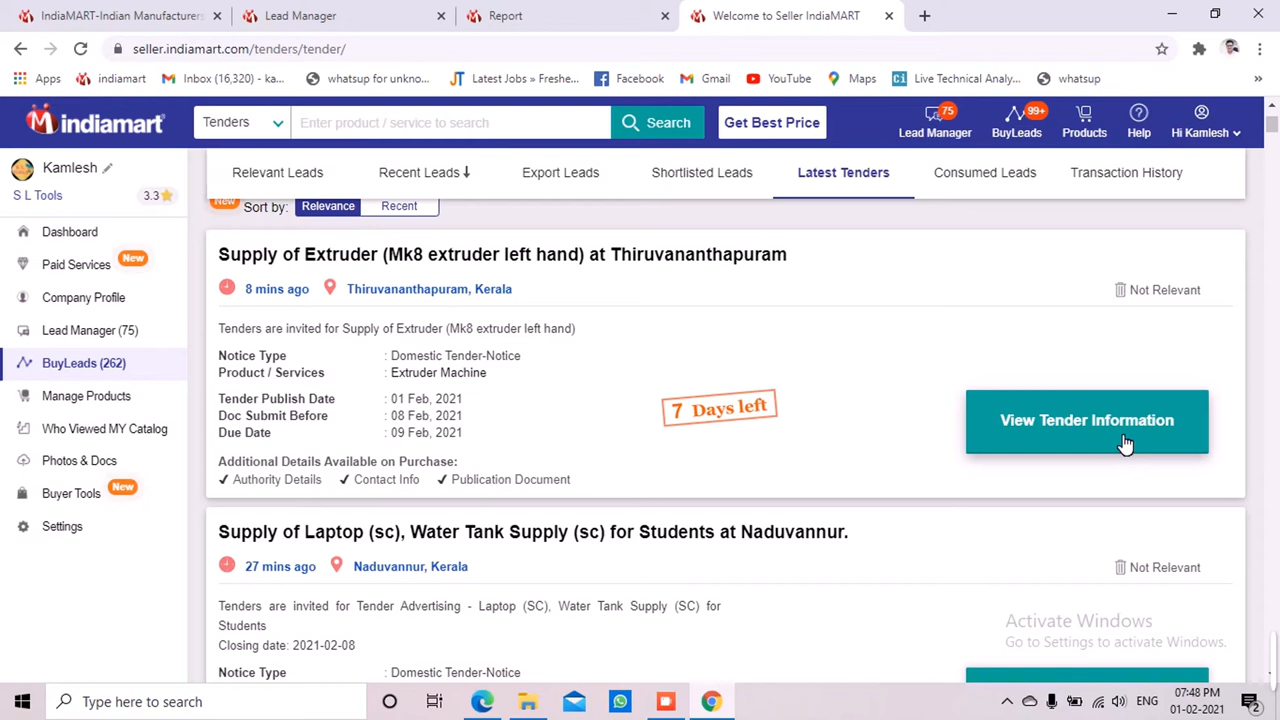 IndiaMART-Indian Manufacturers
Lead Manager
Report
Welcome to Seller IndiaMART
seller.indiamart.com/tenders/tender/
Apps
indiamart
Inbox (16,320) - ka...
whatsup for unkno...
Latest Jobs » Freshe...
Facebook
Gmail
YouTube
Maps
Live Technical Analy...
whatsup
indiamart
Tenders
Enter product / service to search
Search
Get Best Price
75
Lead Manager
99+
BuyLeads
Products
Help
Hi Kamlesh
Kamlesh
S L Tools
3.3
Relevant Leads
Recent Leads
Export Leads
Shortlisted Leads
Latest Tenders
Consumed Leads
Transaction History
New
Sort by:
Relevance
Recent
Dashboard
Paid Services
New
Company Profile
Lead Manager (75)
BuyLeads (262)
Manage Products
Who Viewed MY Catalog
Photos & Docs
Buyer Tools
New
Settings
Supply of Extruder (Mk8 extruder left hand) at Thiruvananthapuram
8 mins ago
Thiruvananthapuram, Kerala
Not Relevant
Tenders are invited for Supply of Extruder (Mk8 extruder left hand)
Notice Type : Domestic Tender-Notice
Product / Services : Extruder Machine
Tender Publish Date : 01 Feb, 2021
Doc Submit Before : 08 Feb, 2021
Due Date : 09 Feb, 2021
7 Days left
View Tender Information
Additional Details Available on Purchase:
✓ Authority Details ✓ Contact Info ✓ Publication Document
Supply of Laptop (sc), Water Tank Supply (sc) for Students at Naduvannur.
27 mins ago
Naduvannur, Kerala
Not Relevant
Tenders are invited for Tender Advertising - Laptop (SC), Water Tank Supply (SC) for
Students
Closing date: 2021-02-08
Notice Type : Domestic Tender-Notice
Activate Windows
Go to Settings to activate Windows.
Type here to search
ENG
07:48 PM
01-02-2021
2